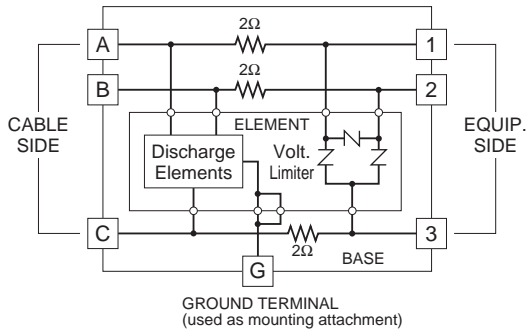 A
2Ω
1
B
2Ω
2
CABLE
SIDE
ELEMENT
EQUIP.
SIDE
Discharge
Elements
Volt.
Limiter
C
2Ω
3
BASE
G
GROUND TERMINAL
(used as mounting attachment)